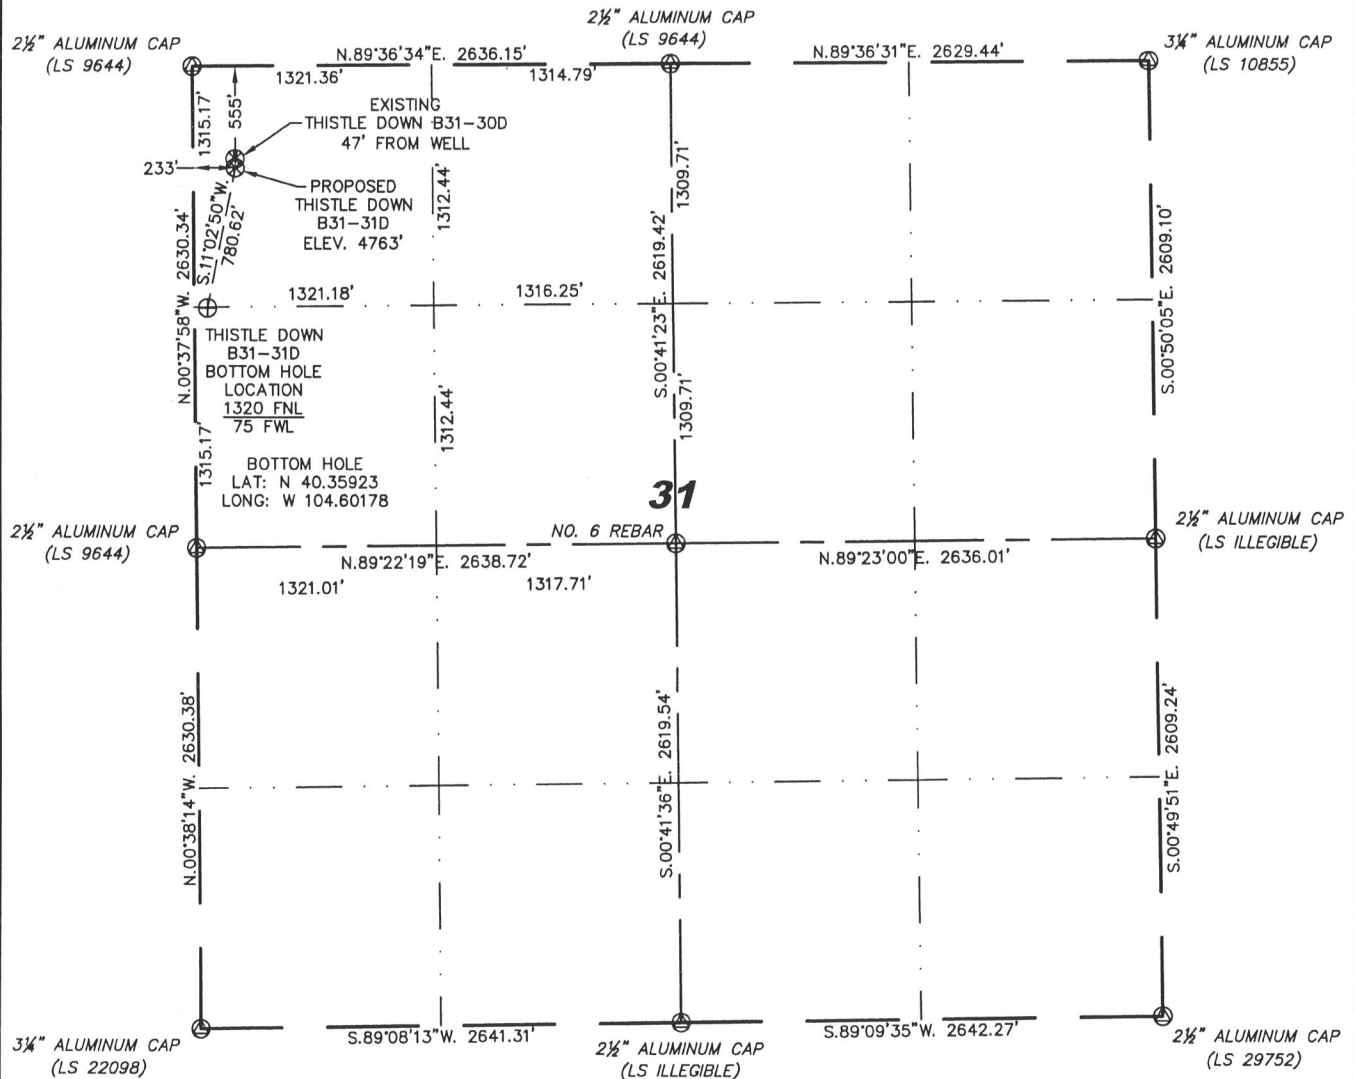 2½" ALUMINUM CAP
(LS 9644)
2½" ALUMINUM CAP
(LS 9644)
3¼" ALUMINUM CAP
(LS 10855)
N.89°36'34"E. 2636.15'
N.89°36'31"E. 2629.44'
1321.36'
1314.79'
1315.17'
555'
EXISTING
THISTLE DOWN B31-30D
47' FROM WELL
233'
PROPOSED
THISTLE DOWN
B31-31D
ELEV. 4763'
1312.44'
1309.71'
S.11°02'50"W.
780.62'
N.00°37'58"W. 2630.34'
S.00°41'23"E. 2619.42'
S.00°50'05"E. 2609.10'
1321.18'
1316.25'
THISTLE DOWN
B31-31D
BOTTOM HOLE
LOCATION
1320 FNL
75 FWL
1315.17'
1312.44'
1309.71'
BOTTOM HOLE
LAT: N 40.35923
LONG: W 104.60178
31
2½" ALUMINUM CAP
(LS 9644)
NO. 6 REBAR
2½" ALUMINUM CAP
(LS ILLEGIBLE)
N.89°22'19"E. 2638.72'
N.89°23'00"E. 2636.01'
1321.01'
1317.71'
N.00°38'14"W. 2630.38'
S.00°41'36"E. 2619.54'
S.00°49'51"E. 2609.24'
S.89°08'13"W. 2641.31'
S.89°09'35"W. 2642.27'
3¼" ALUMINUM CAP
(LS 22098)
2½" ALUMINUM CAP
(LS ILLEGIBLE)
2½" ALUMINUM CAP
(LS 29752)